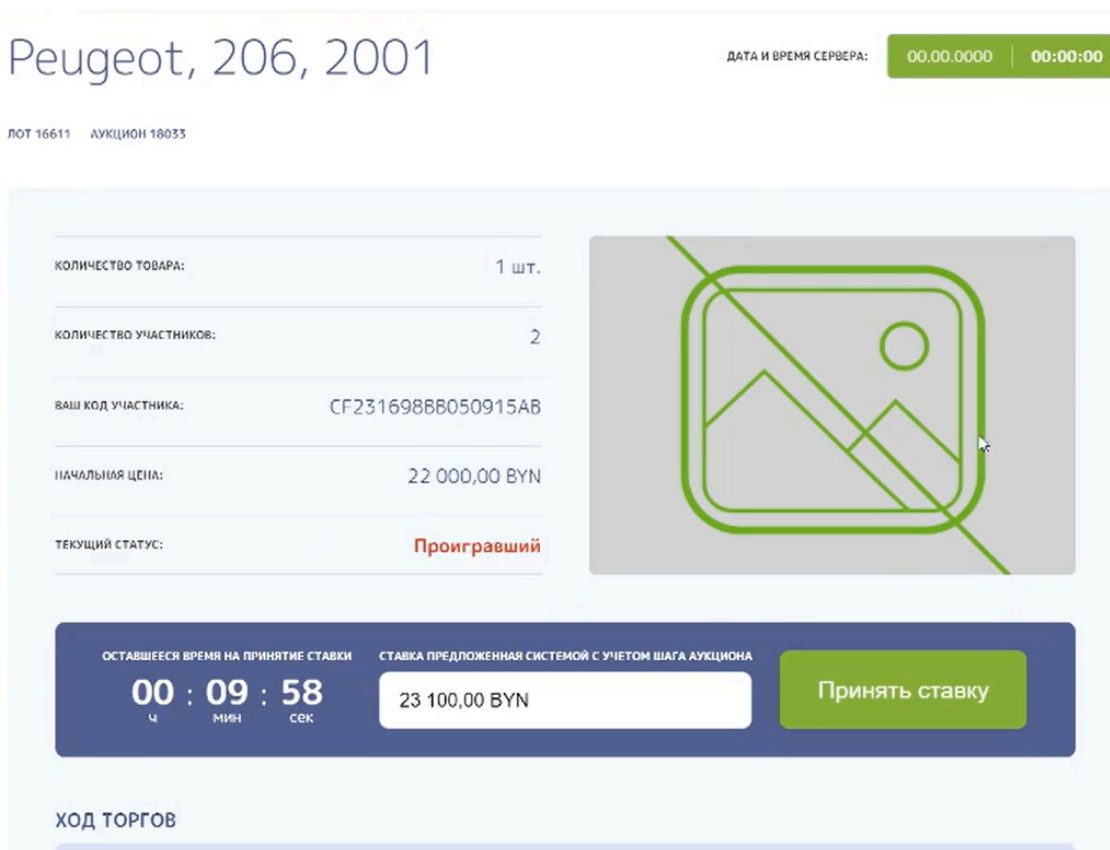 Peugeot, 206, 2001
ДАТА И ВРЕМЯ СЕРВЕРА:
00.00.0000
00:00:00
ЛОТ 16611 АУКЦИОН 18033
КОЛИЧЕСТВО ТОВАРА: 1 шт.
КОЛИЧЕСТВО УЧАСТНИКОВ: 2
ВАШ КОД УЧАСТНИКА: CF231698BB050915AB
НАЧАЛЬНАЯ ЦЕНА: 22 000,00 BYN
ТЕКУЩИЙ СТАТУС: Проигравший
ОСТАВШЕЕСЯ ВРЕМЯ НА ПРИНЯТИЕ СТАВКИ
00 : 09 : 58
ч мин сек
СТАВКА ПРЕДЛОЖЕННАЯ СИСТЕМОЙ С УЧЕТОМ ШАГА АУКЦИОНА
23 100,00 BYN
Принять ставку
ХОД ТОРГОВ